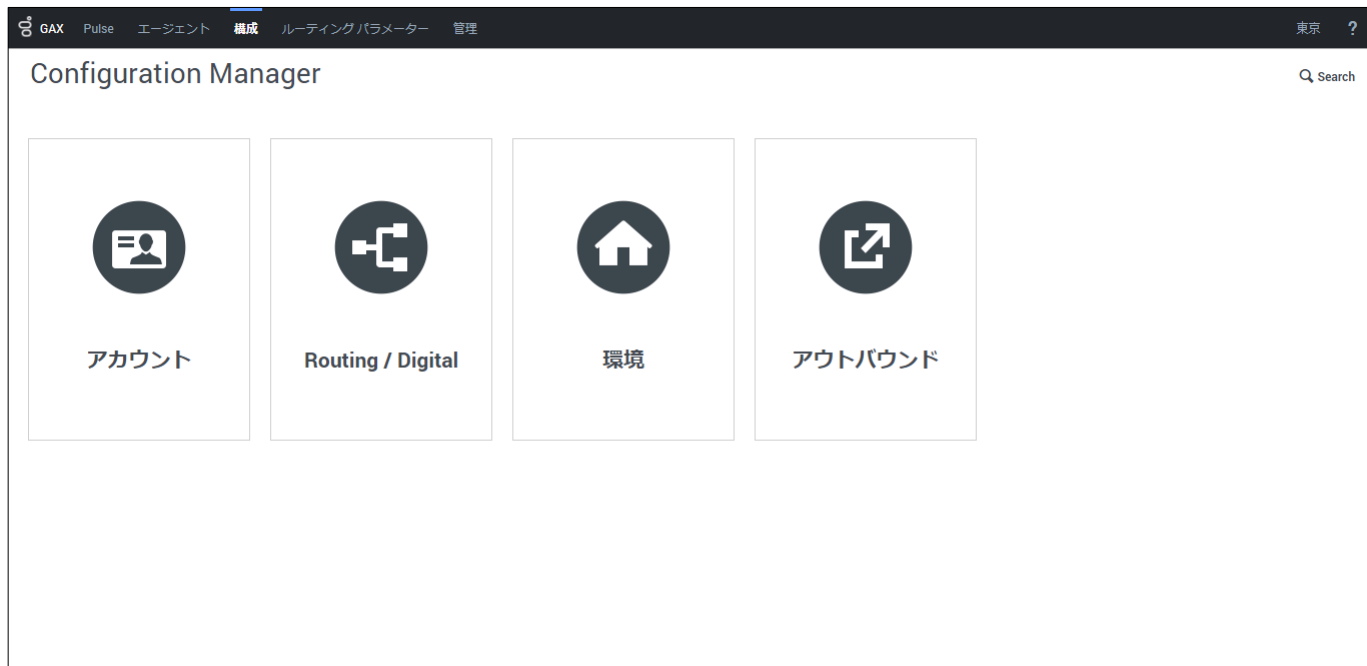 GAX Pulse エージェント 構成 ルーティング パラメーター 管理 東京 ?
Configuration Manager
Search
アカウント
Routing / Digital
環境
アウトバウンド